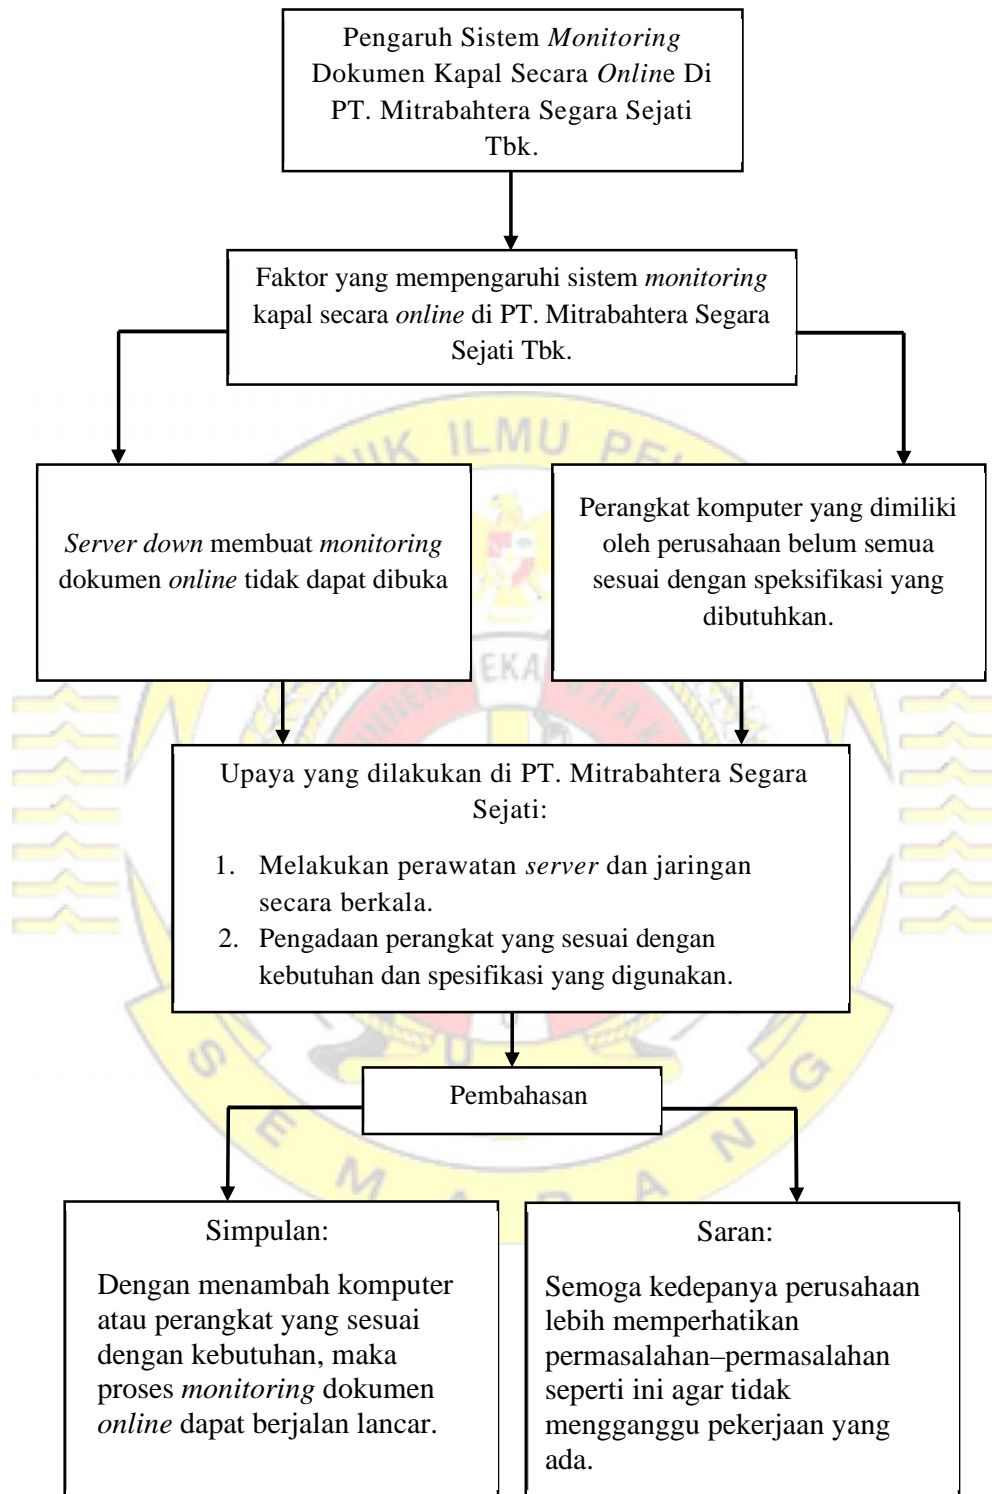 Pengaruh Sistem Monitoring
Dokumen Kapal Secara Online Di
PT. Mitrabahtera Segara Sejati
Tbk.
Faktor yang mempengaruhi sistem monitoring
kapal secara online di PT. Mitrabahtera Segara
Sejati Tbk.
Server down membuat monitoring
dokumen online tidak dapat dibuka
Perangkat komputer yang dimiliki
oleh perusahaan belum semua
sesuai dengan speksifikasi yang
dibutuhkan.
Upaya yang dilakukan di PT. Mitrabahtera Segara
Sejati:
1. Melakukan perawatan server dan jaringan
secara berkala.
2. Pengadaan perangkat yang sesuai dengan
kebutuhan dan spesifikasi yang digunakan.
Pembahasan
Simpulan:
Dengan menambah komputer
atau perangkat yang sesuai
dengan kebutuhan, maka
proses monitoring dokumen
online dapat berjalan lancar.
Saran:
Semoga kedepanya perusahaan
lebih memperhatikan
permasalahan–permasalahan
seperti ini agar tidak
mengganggu pekerjaan yang
ada.
ILMU
SEMARANG